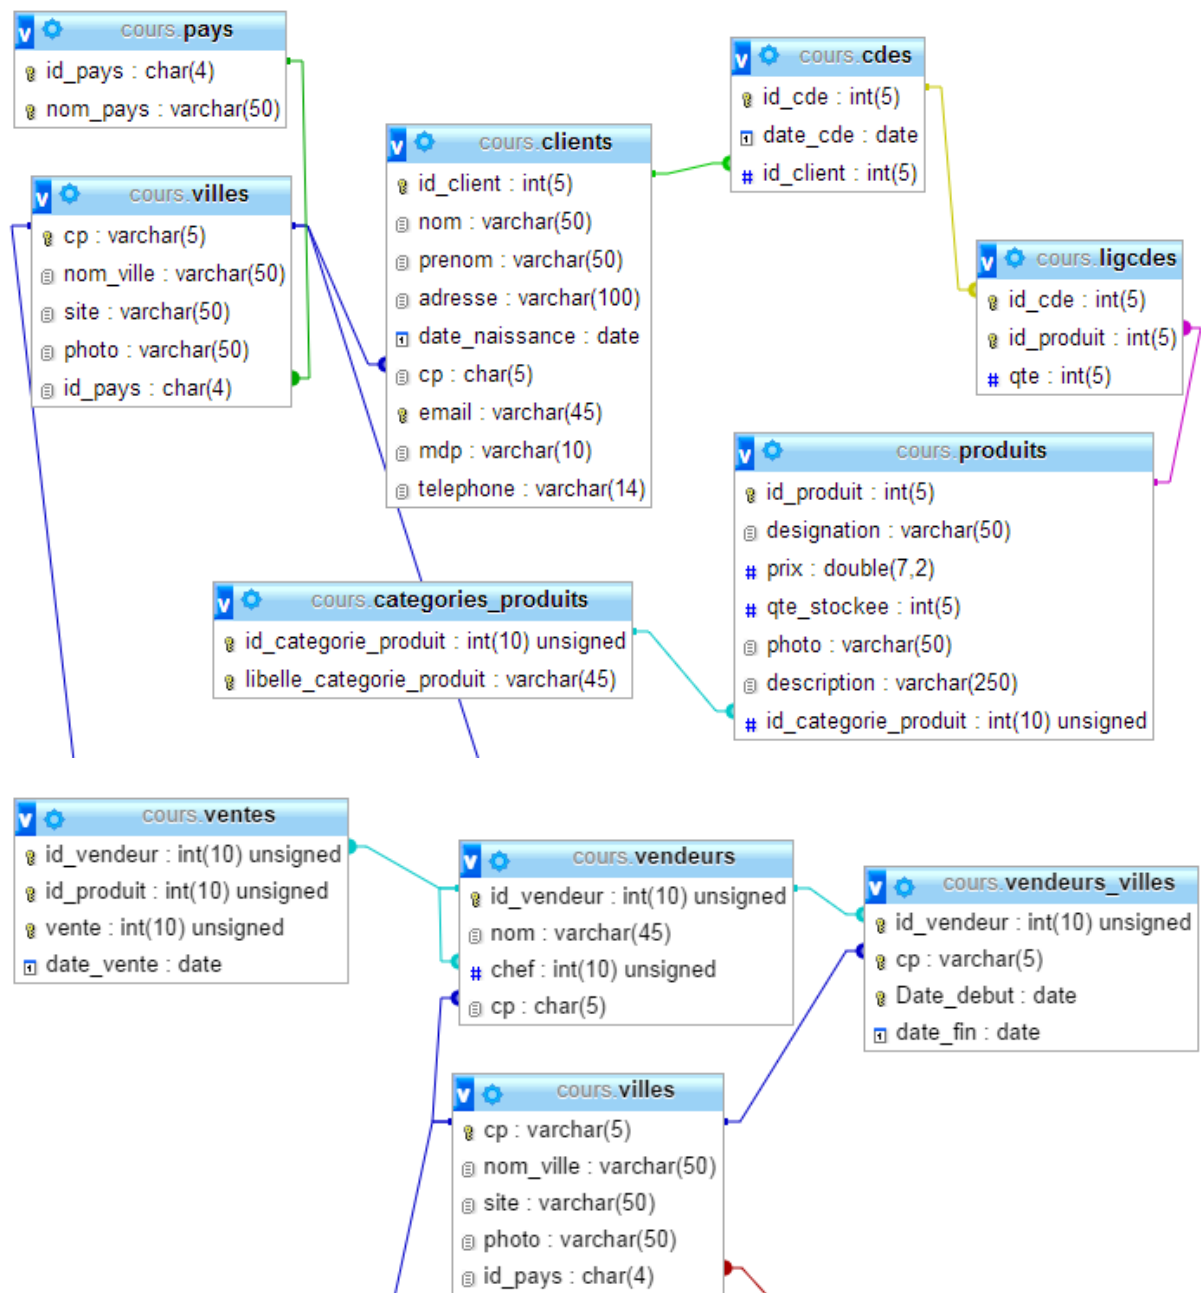 v cours.pays
id_pays : char(4)
nom_pays : varchar(50)
v cours.villes
cp : varchar(5)
nom_ville : varchar(50)
site : varchar(50)
photo : varchar(50)
id_pays : char(4)
v cours.clients
id_client : int(5)
nom : varchar(50)
prenom : varchar(50)
adresse : varchar(100)
date_naissance : date
cp : char(5)
email : varchar(45)
mdp : varchar(10)
telephone : varchar(14)
v cours.cdes
id_cde : int(5)
date_cde : date
# id_client : int(5)
v cours.ligcdes
id_cde : int(5)
id_produit : int(5)
# qte : int(5)
v cours.produits
id_produit : int(5)
designation : varchar(50)
# prix : double(7,2)
# qte_stockee : int(5)
photo : varchar(50)
description : varchar(250)
# id_categorie_produit : int(10) unsigned
v cours.categories_produits
id_categorie_produit : int(10) unsigned
libelle_categorie_produit : varchar(45)
v cours.ventes
id_vendeur : int(10) unsigned
id_produit : int(10) unsigned
vente : int(10) unsigned
date_vente : date
v cours.vendeurs
id_vendeur : int(10) unsigned
nom : varchar(45)
# chef : int(10) unsigned
cp : char(5)
v cours.vendeurs_villes
id_vendeur : int(10) unsigned
cp : varchar(5)
Date_debut : date
date_fin : date
v cours.villes
cp : varchar(5)
nom_ville : varchar(50)
site : varchar(50)
photo : varchar(50)
id_pays : char(4)